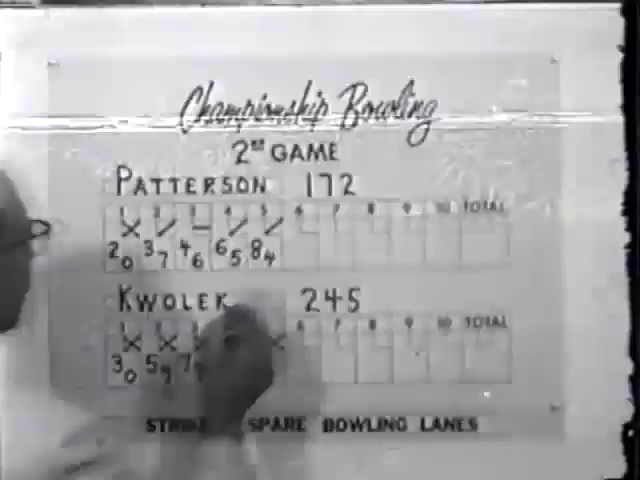 Championship Bowling
2ND GAME
PATTERSON 172
1 2 3 4 5 6 7 8 9 10 TOTAL
X / – / /
20 37 46 65 84
KWOLEK 245
6 7 8 9 10 TOTAL
X X X
30 59
SPARE BOWLING LANES